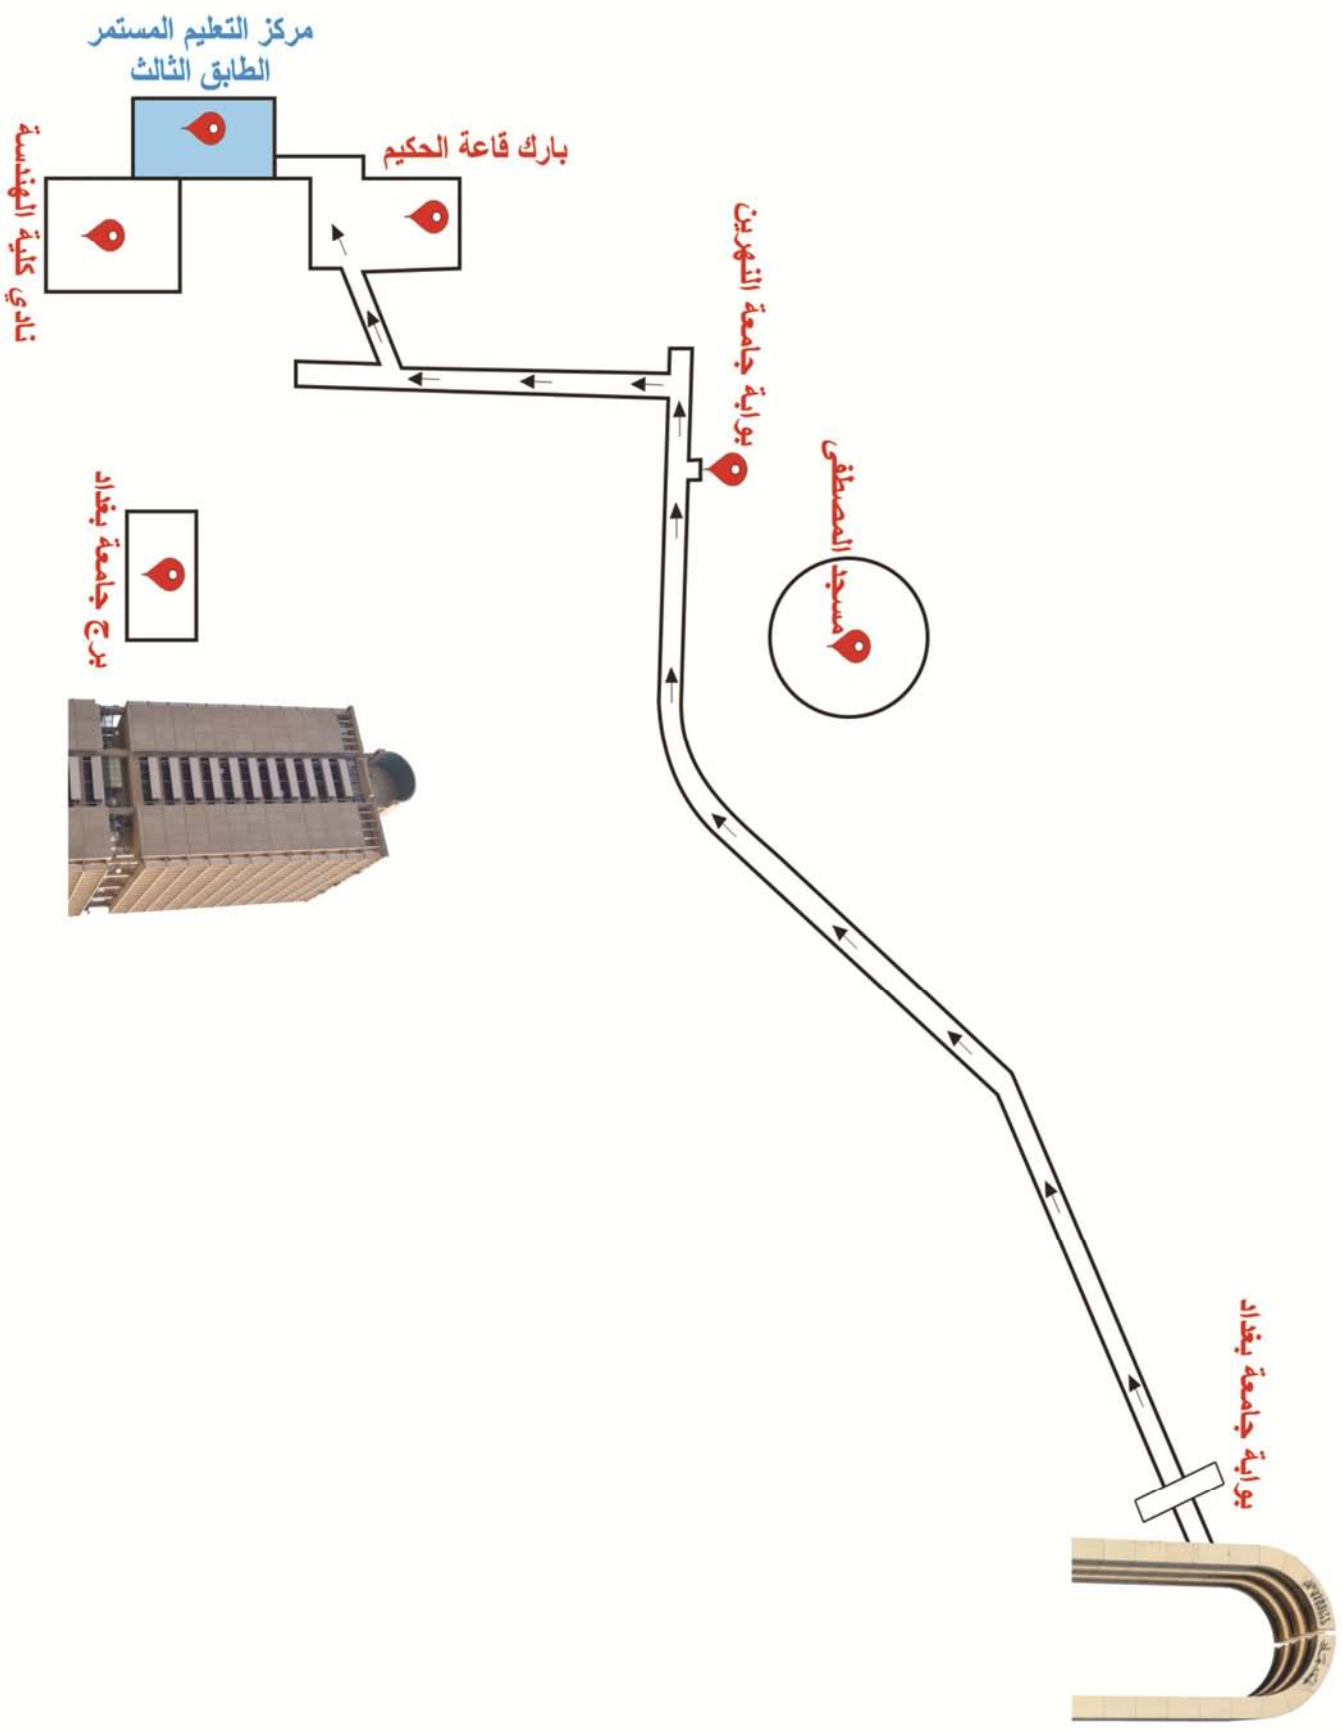 مركز التعليم المستمر
الطابق الثالث
بارك قاعة الحكيم
نادي كلية الهندسة
بوابة جامعة النهرين
مسجد المصطفى
برج جامعة بغداد
بوابة جامعة بغداد